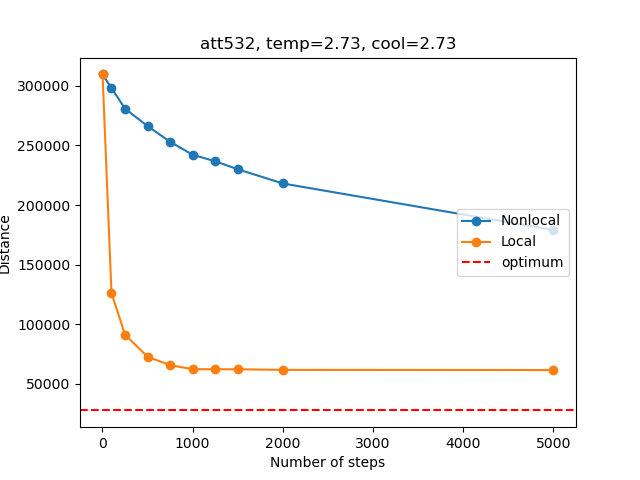 att532, temp=2.73, cool=2.73
300000
250000
200000
150000
100000
50000
Distance
Nonlocal
Local
optimum
0 1000 2000 3000 4000 5000
Number of steps